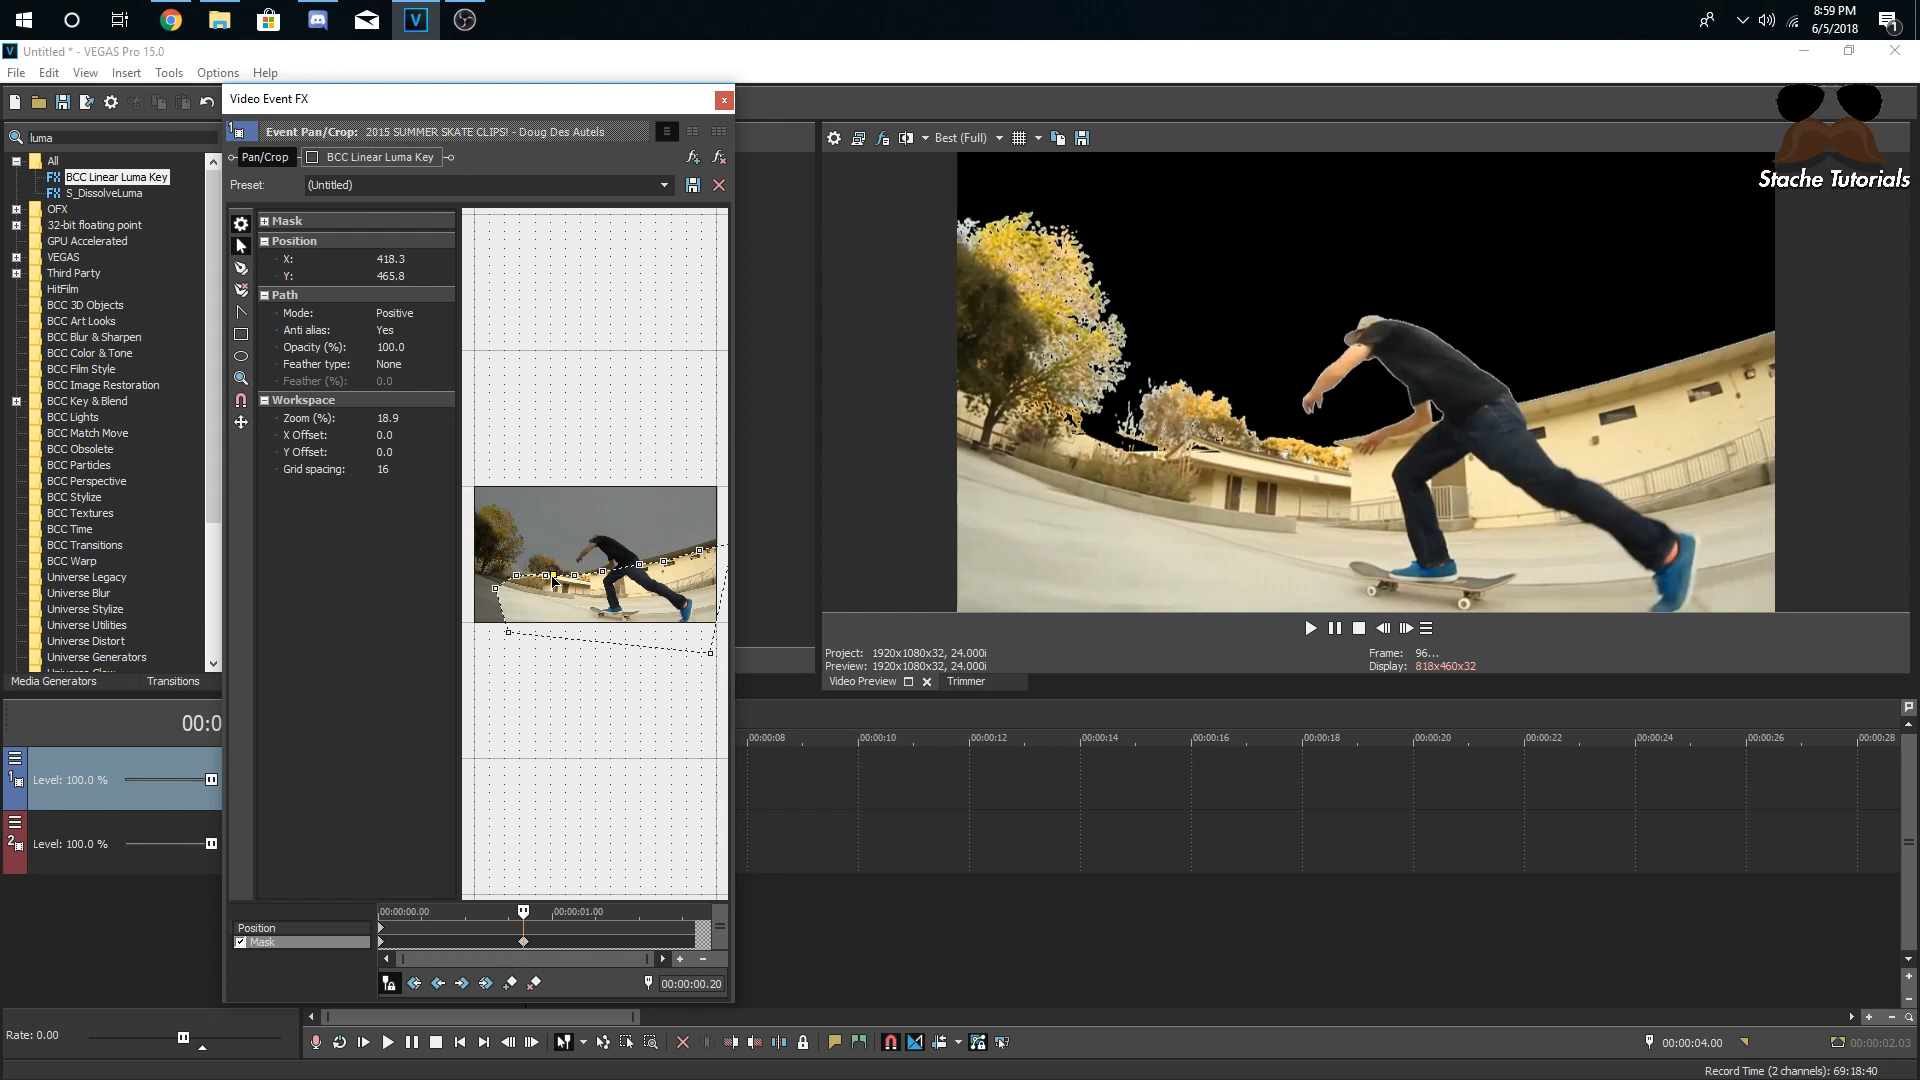 8:59 PM
6/5/2018
1
Untitled * - VEGAS Pro 15.0
File Edit View Insert Tools Options Help
luma
All
BCC Linear Luma Key
S_DissolveLuma
OFX
32-bit floating point
GPU Accelerated
VEGAS
Third Party
HitFilm
BCC 3D Objects
BCC Art Looks
BCC Blur & Sharpen
BCC Color & Tone
BCC Film Style
BCC Image Restoration
BCC Key & Blend
BCC Lights
BCC Match Move
BCC Obsolete
BCC Particles
BCC Perspective
BCC Stylize
BCC Textures
BCC Time
BCC Transitions
BCC Warp
Universe Legacy
Universe Blur
Universe Stylize
Universe Utilities
Universe Distort
Universe Generators
Media Generators Transitions
Video Event FX
Event Pan/Crop: 2015 SUMMER SKATE CLIPS! - Doug Des Autels
Pan/Crop BCC Linear Luma Key
Preset: (Untitled)
Mask
Position
X: 418.3
Y: 465.8
Path
Mode: Positive
Anti alias: Yes
Opacity (%): 100.0
Feather type: None
Feather (%): 0.0
Workspace
Zoom (%): 18.9
X Offset: 0.0
Y Offset: 0.0
Grid spacing: 16
00:00:00.00 00:00:01.00
Position
Mask
00:00:00.20
Best (Full)
Stache Tutorials
Project: 1920x1080x32, 24.000i
Preview: 1920x1080x32, 24.000i
Frame: 96...
Display: 818x460x32
Video Preview Trimmer
00:0
00:00:08 00:00:10 00:00:12 00:00:14 00:00:16 00:00:18 00:00:20 00:00:22 00:00:24 00:00:26 00:00:28
1
Level: 100.0 %
2
Level: 100.0 %
Rate: 0.00
00:00:04.00
00:00:02.03
Record Time (2 channels): 69:18:40